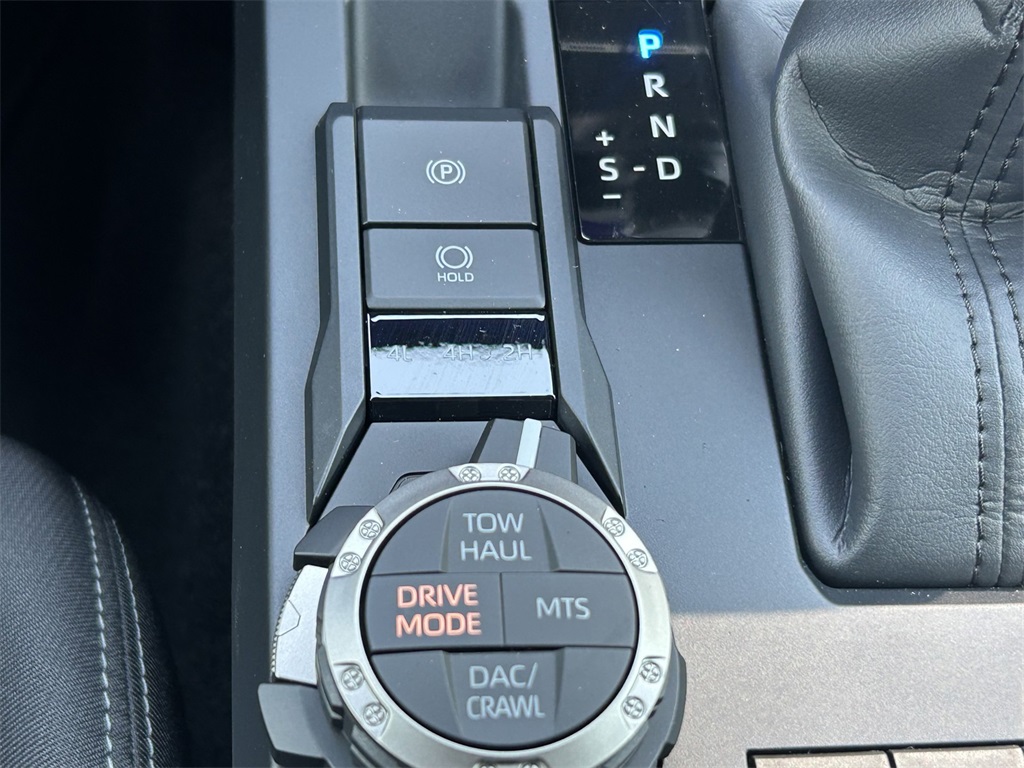 P
R
N
+
S - D
–
P
HOLD
4L 4H 2H
TOW
HAUL
DRIVE
MODE
MTS
DAC/
CRAWL